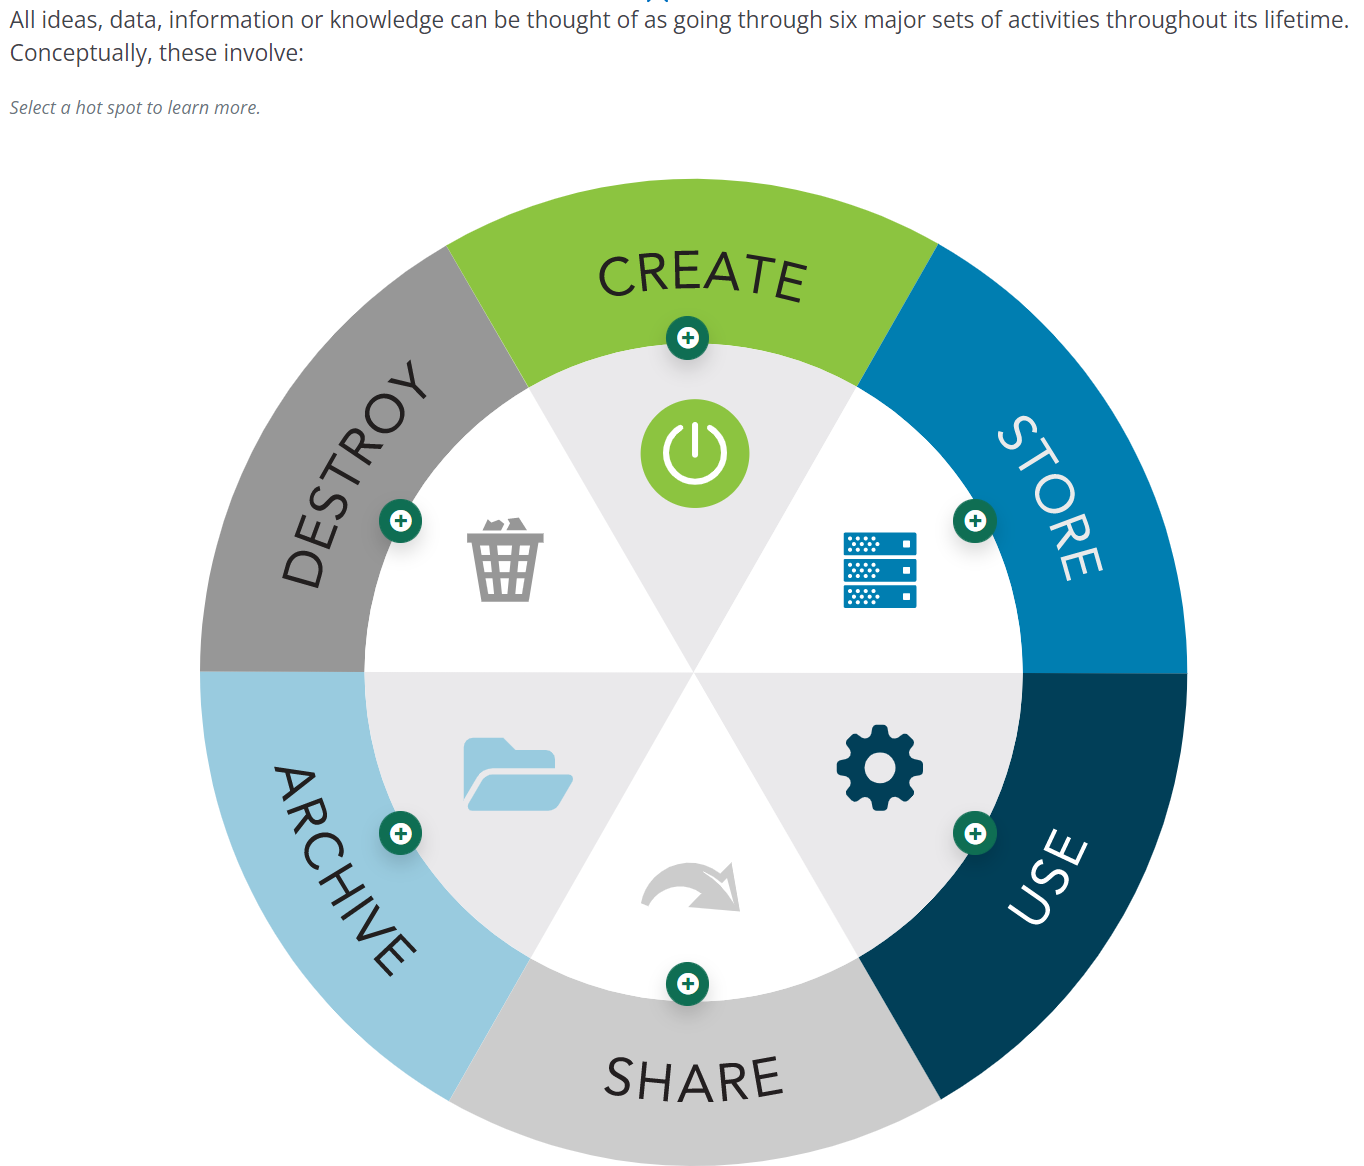 All ideas, data, information or knowledge can be thought of as going through six major sets of activities throughout its lifetime.
Conceptually, these involve:
Select a hot spot to learn more.
CREATE
STORE
USE
SHARE
ARCHIVE
DESTROY